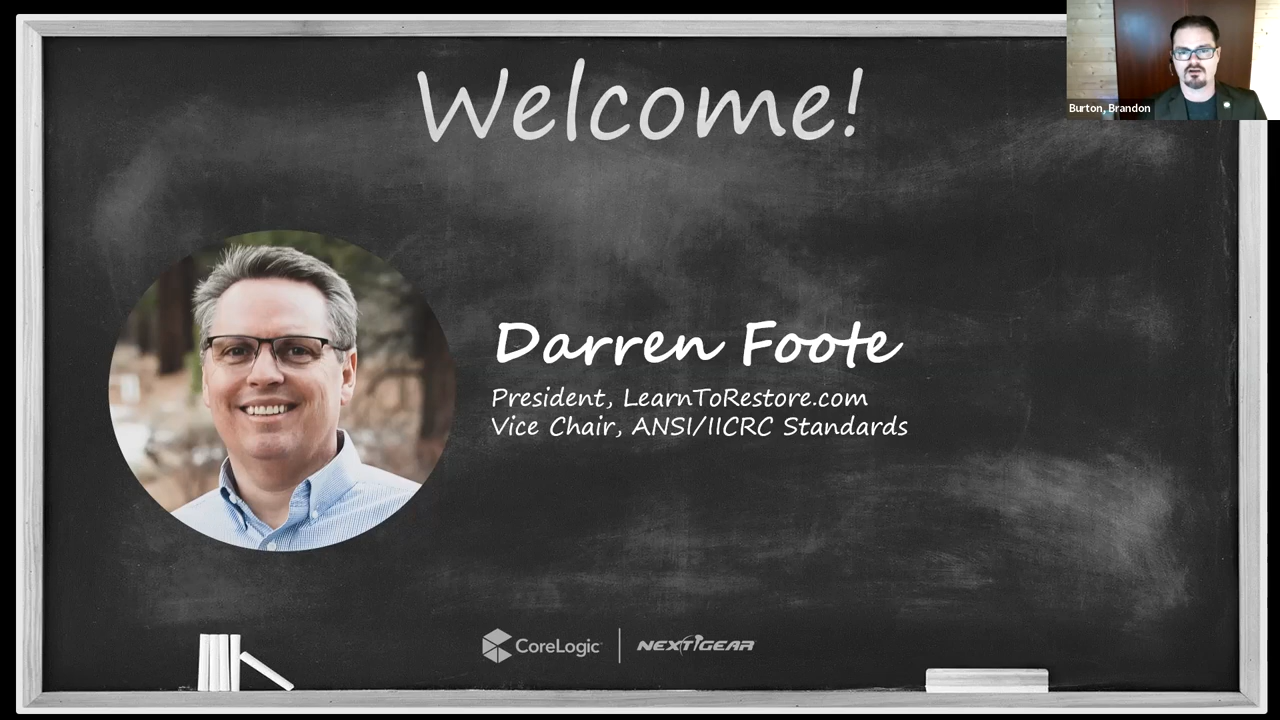 Welcome!
Burton, Brandon
Darren Foote
President, LearnToRestore.com
Vice Chair, ANSI/IICRC Standards
CoreLogic | NEXTGEAR